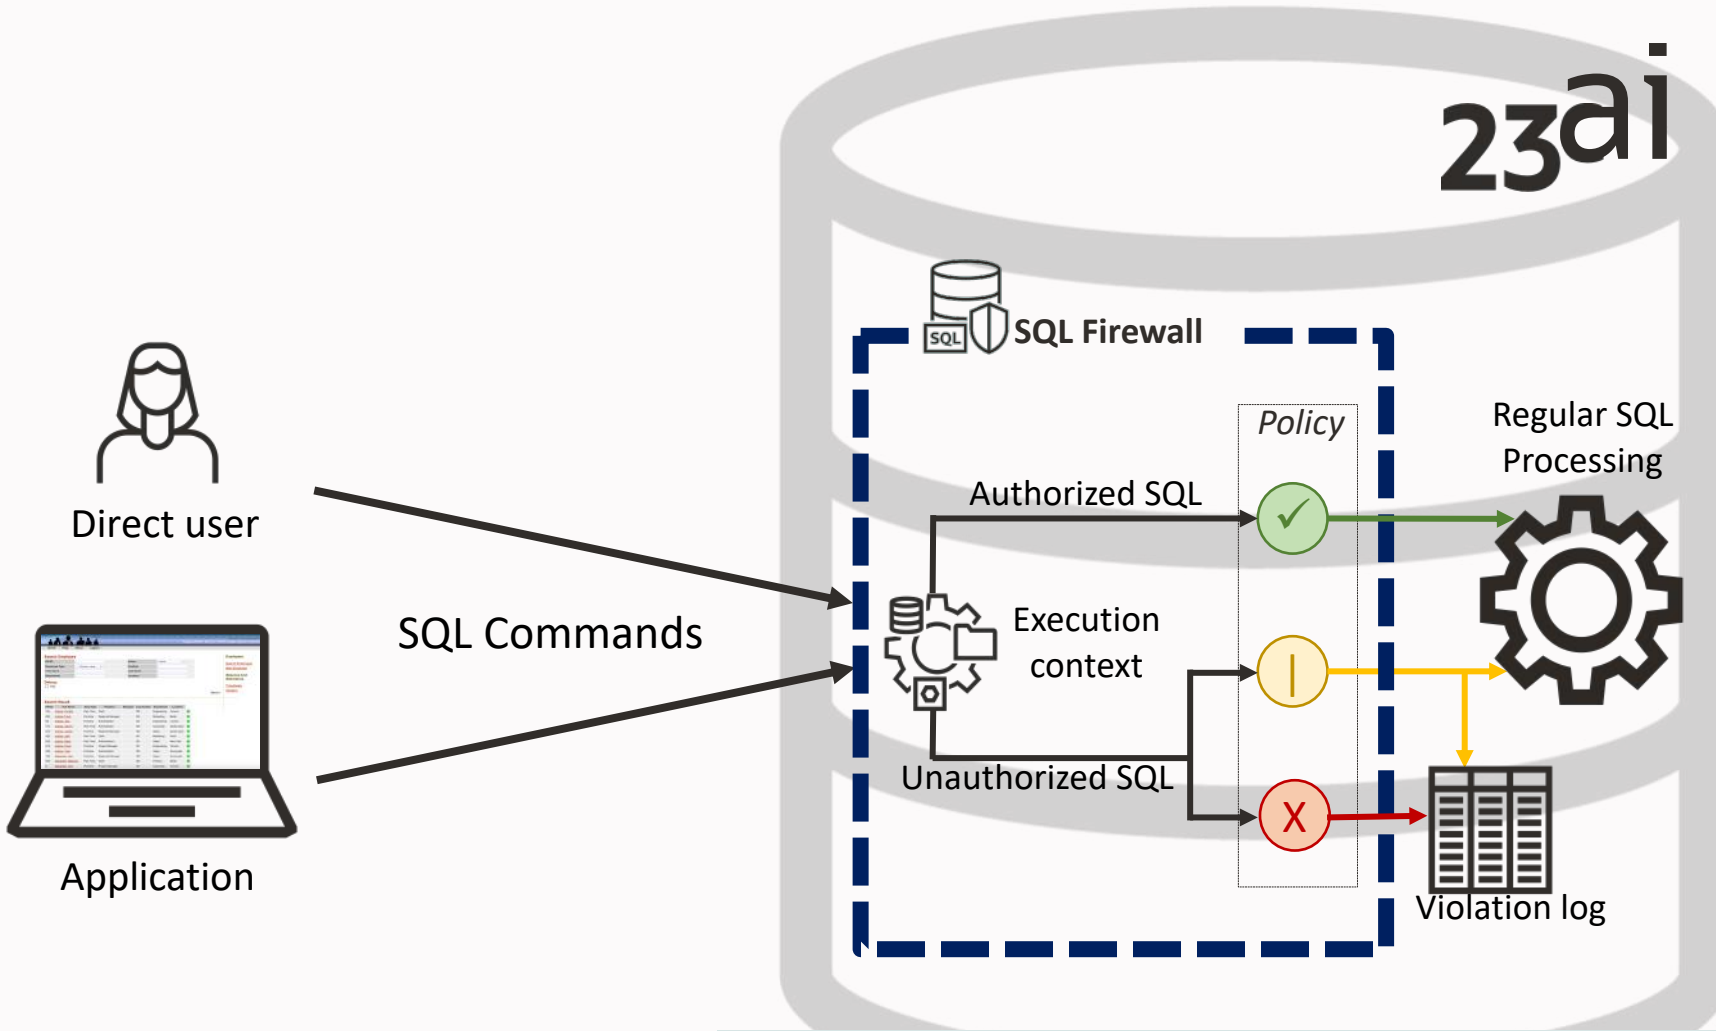 23ai
SQL
SQL Firewall
Policy
Regular SQL
Processing
Authorized SQL
Direct user
SQL Commands
Execution
context
Unauthorized SQL
Application
X
Violation log